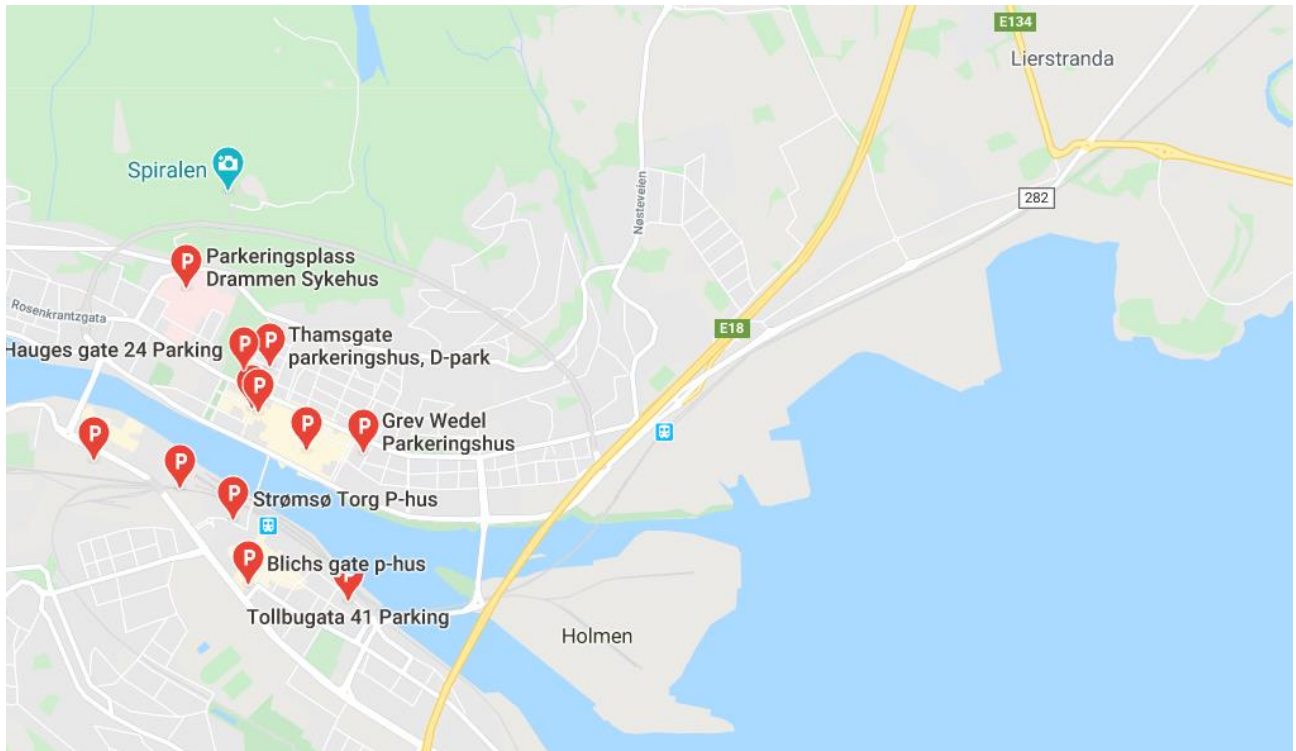 E134
Lierstranda
Spiralen
Nøsteveien
282
Parkeringsplass
Drammen Sykehus
Rosenkrantzgata
E18
Hauges gate 24 Parking
Thamsgate
parkeringshus, D-park
P
P
P
P
P
P
Grev Wedel
Parkeringshus
P
P
P
Strømsø Torg P-hus
P
Blichs gate p-hus
P
Tollbugata 41 Parking
Holmen